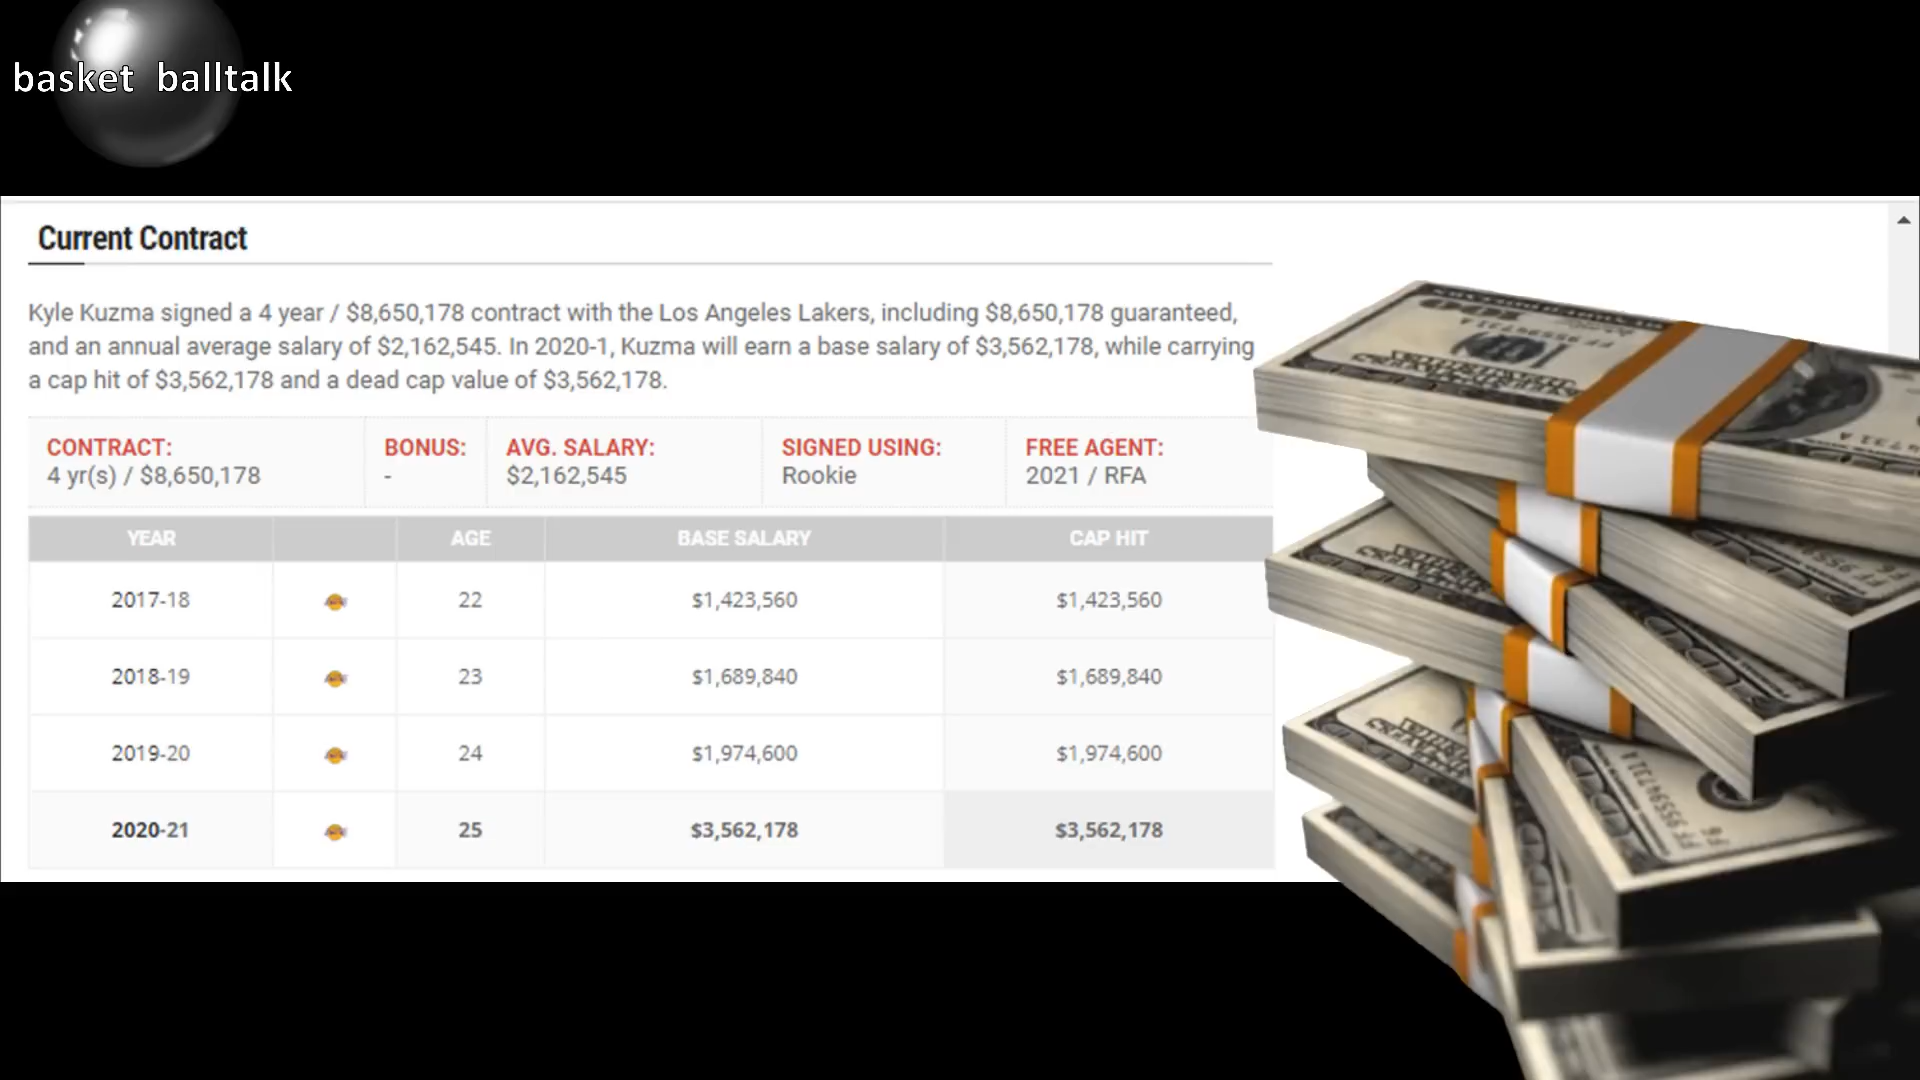 basket balltalk
Current Contract
Kyle Kuzma signed a 4 year / $8,650,178 contract with the Los Angeles Lakers, including $8,650,178 guaranteed,
and an annual average salary of $2,162,545. In 2020-1, Kuzma will earn a base salary of $3,562,178, while carrying
a cap hit of $3,562,178 and a dead cap value of $3,562,178.
CONTRACT: BONUS: AVG. SALARY: SIGNED USING: FREE AGENT:
4 yr(s) / $8,650,178 - $2,162,545 Rookie 2021 / RFA
YEAR AGE BASE SALARY CAP HIT
2017-18 22 $1,423,560 $1,423,560
2018-19 23 $1,689,840 $1,689,840
2019-20 24 $1,974,600 $1,974,600
2020-21 25 $3,562,178 $3,562,178